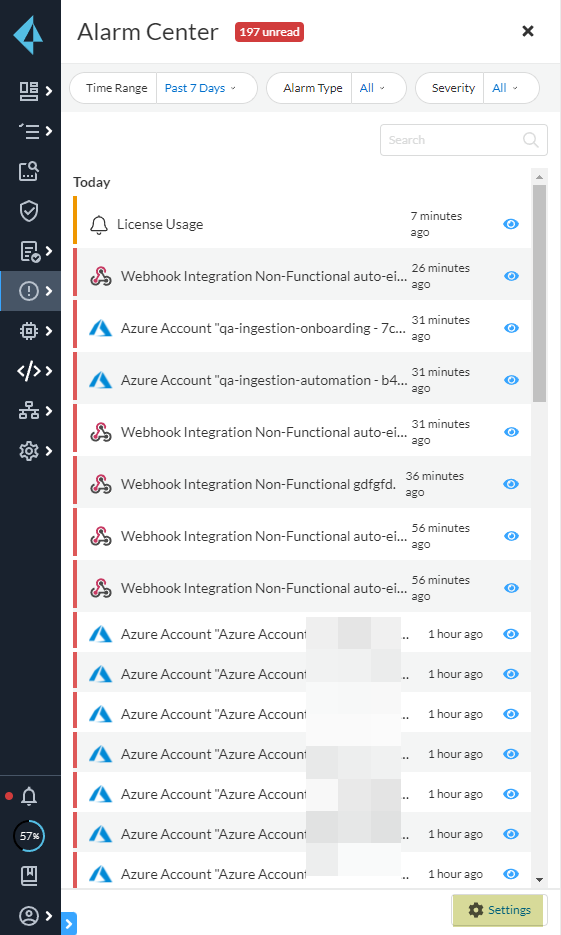 Alarm Center 197 unread
Time Range Past 7 Days Alarm Type All Severity All
Search
Today
License Usage 7 minutes
ago
Webhook Integration Non-Functional auto-ei... 26 minutes
ago
Azure Account "qa-ingestion-onboarding - 7c... 31 minutes
ago
Azure Account "qa-ingestion-automation - b4... 31 minutes
ago
Webhook Integration Non-Functional auto-ei... 31 minutes
ago
Webhook Integration Non-Functional gdfgfd. 36 minutes
ago
Webhook Integration Non-Functional auto-ei... 56 minutes
ago
Webhook Integration Non-Functional auto-ei... 56 minutes
ago
Azure Account "Azure Account .. 1 hour ago
Azure Account "Azure Account .. 1 hour ago
Azure Account "Azure Account .. 1 hour ago
Azure Account "Azure Account .. 1 hour ago
Azure Account "Azure Account .. 1 hour ago
Azure Account "Azure Account .. 1 hour ago
Azure Account "Azure Account .. 1 hour ago
57%
Settings